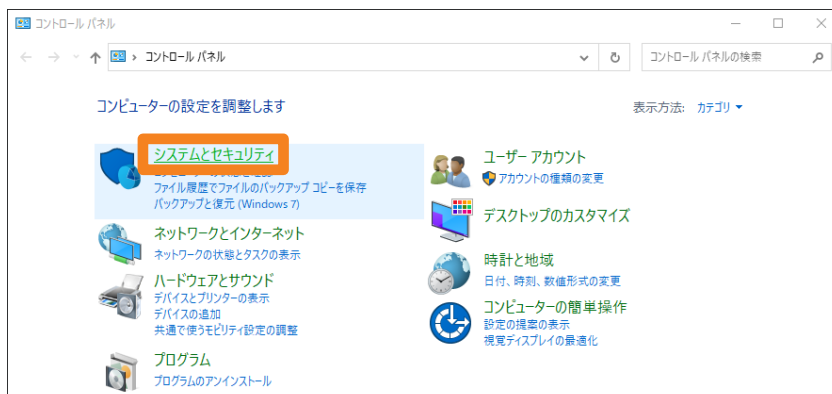 コントロール パネル
コントロール パネル
コントロール パネルの検索
コンピューターの設定を調整します
表示方法: カテゴリ
システムとセキュリティ
ファイル履歴でファイルのバックアップ コピーを保存
バックアップと復元 (Windows 7)
ネットワークとインターネット
ネットワークの状態とタスクの表示
ハードウェアとサウンド
デバイスとプリンターの表示
デバイスの追加
共通で使うモビリティ設定の調整
プログラム
プログラムのアンインストール
ユーザー アカウント
アカウントの種類の変更
デスクトップのカスタマイズ
時計と地域
日付、時刻、数値形式の変更
コンピューターの簡単操作
設定の提案の表示
視覚ディスプレイの最適化